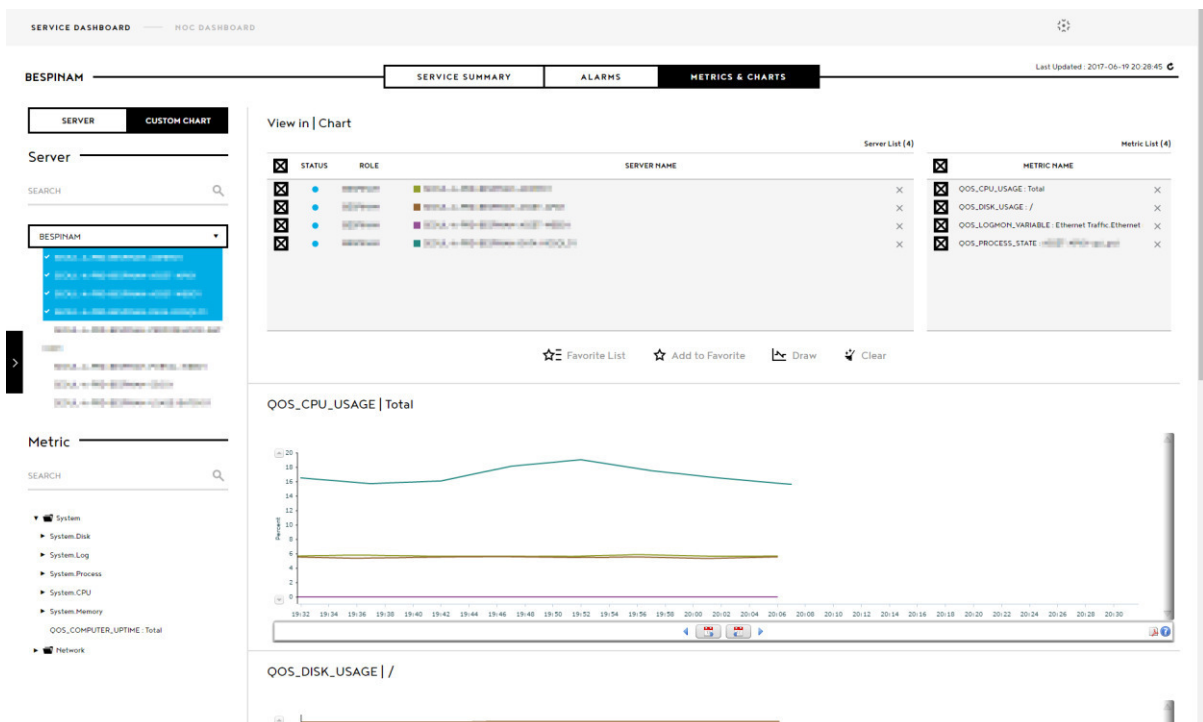 SERVICE DASHBOARD NOC DASHBOARD
BESPINAM SERVICE SUMMARY ALARMS METRICS & CHARTS Last Updated : 2017-06-19 20:28:45
SERVER CUSTOM CHART
Server
SEARCH
BESPINAM
Metric
SEARCH
System
System.Disk
System.Log
System.Process
System.CPU
System.Memory
QOS_COMPUTER_UPTIME : Total
Network
View in | Chart
Server List (4) Metric List (4)
STATUS ROLE SERVER NAME METRIC NAME
QOS_CPU_USAGE : Total
QOS_DISK_USAGE : /
QOS_LOGMON_VARIABLE : Ethernet Traffic.Ethernet
QOS_PROCESS_STATE :
Favorite List Add to Favorite Draw Clear
QOS_CPU_USAGE | Total
20
18
16
14
12
10
8
6
4
2
0
Percent
19:32 19:34 19:36 19:38 19:40 19:42 19:44 19:46 19:48 19:50 19:52 19:54 19:56 19:58 20:00 20:02 20:04 20:06 20:08 20:10 20:12 20:14 20:16 20:18 20:20 20:22 20:24 20:26 20:28 20:30
QOS_DISK_USAGE | /